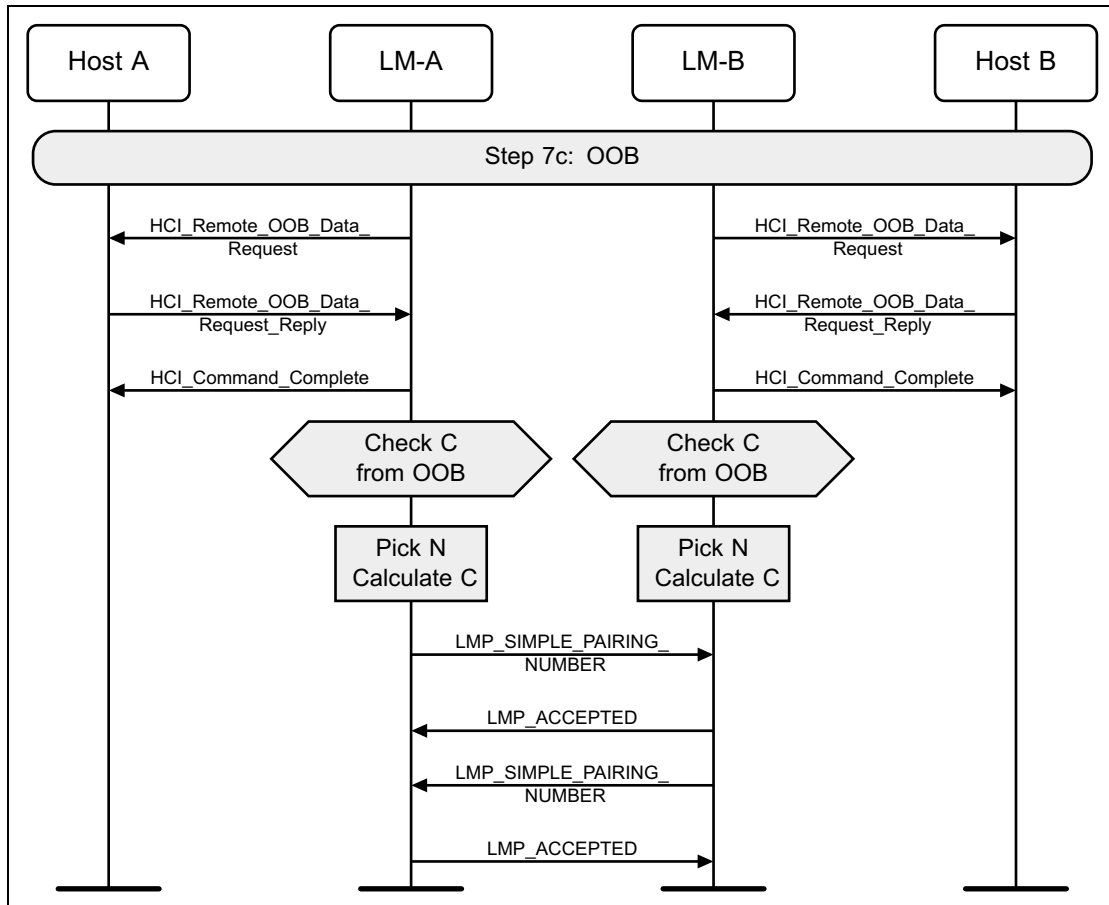 Host A
LM-A
LM-B
Host B
Step 7c:  OOB
HCI_Remote_OOB_Data_
Request
HCI_Remote_OOB_Data_
Request
HCI_Remote_OOB_Data_
Request_Reply
HCI_Remote_OOB_Data_
Request_Reply
HCI_Command_Complete
HCI_Command_Complete
Check C
from OOB
Check C
from OOB
Pick N
Calculate C
Pick N
Calculate C
LMP_SIMPLE_PAIRING_
NUMBER
LMP_ACCEPTED
LMP_SIMPLE_PAIRING_
NUMBER
LMP_ACCEPTED